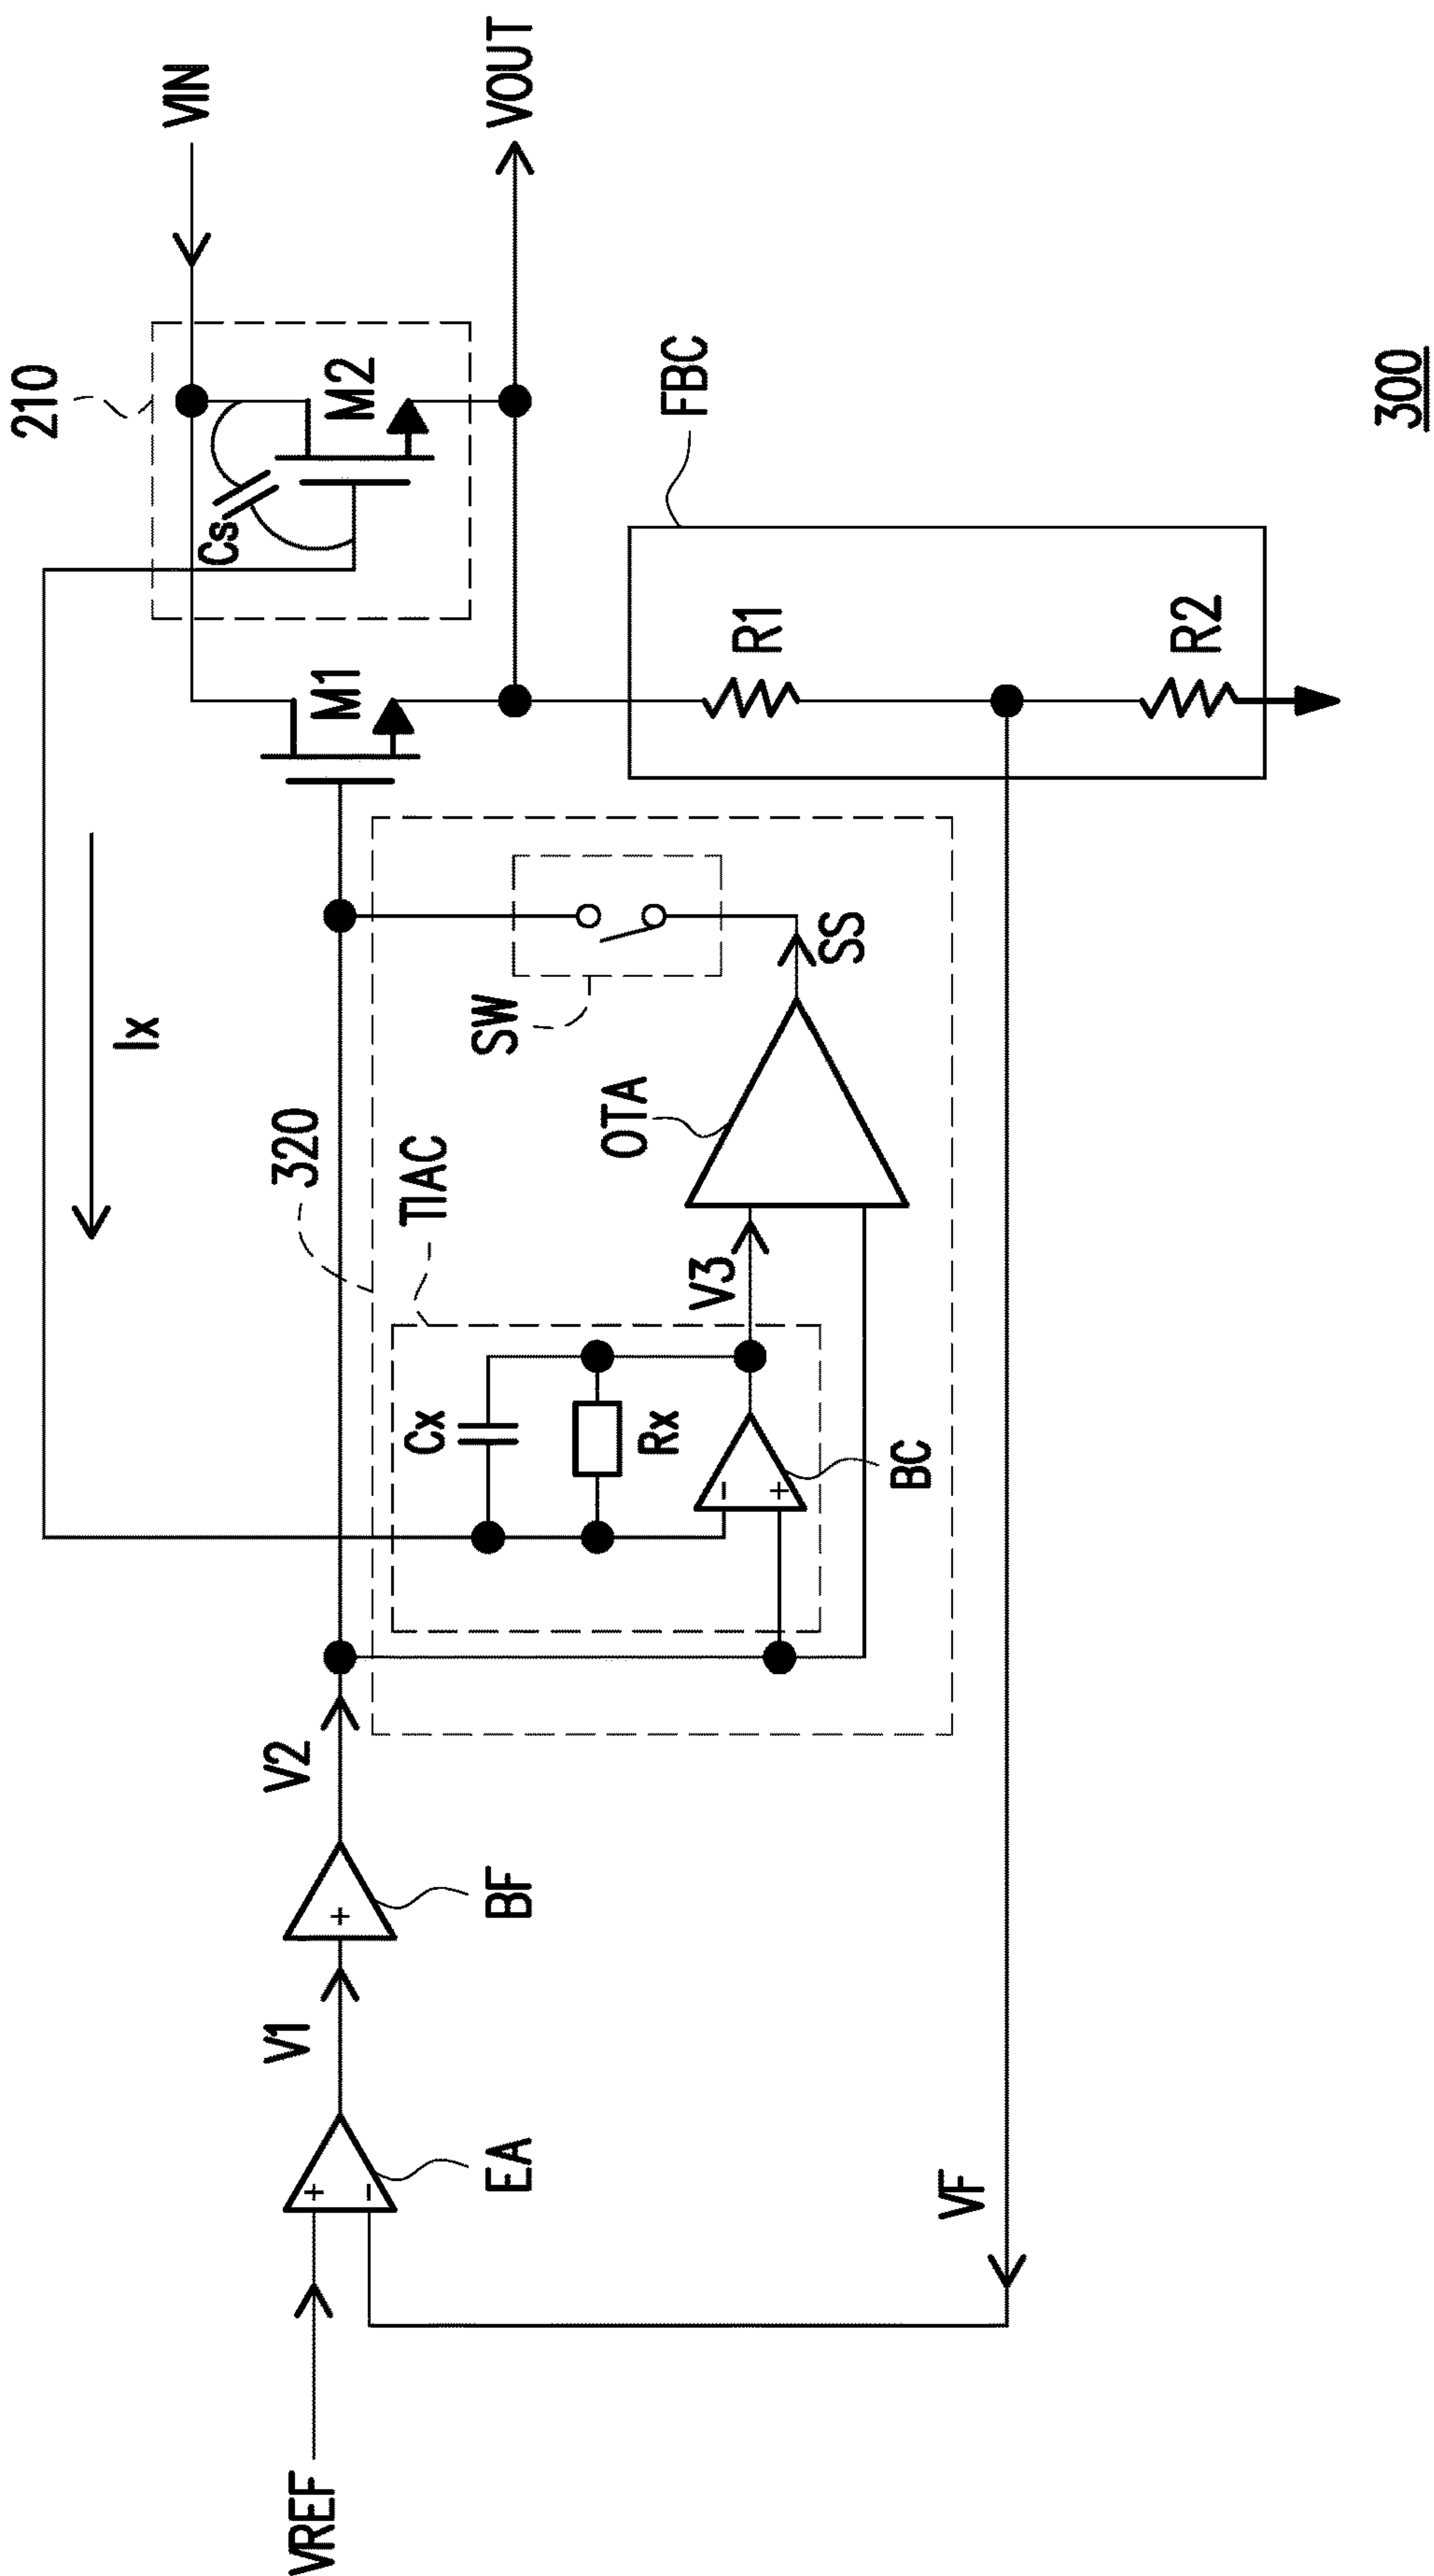 210
VIN
Ix
Cs
M2
M1
320
V2
V1
VREF
+
-
EA
+
BF
TIAC
Cx
Rx
-
+
BC
V3
OTA
SW
SS
VOUT
FBC
R1
R2
VF
300